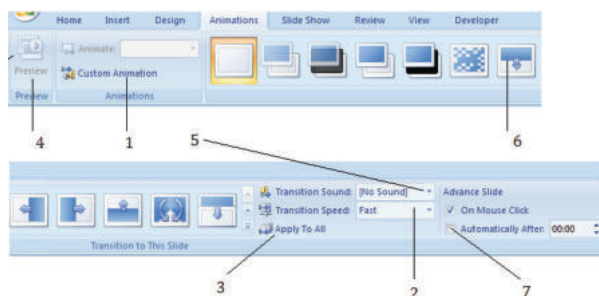 Home Insert Design Animations Slide Show Review View Developer
Animate:
Preview Custom Animation
Preview Animations
4 1 5 6
Transition Sound: [No Sound] Advance Slide
Transition Speed: Fast On Mouse Click
Apply To All Automatically After: 00:00
Transition to This Slide
3 2 7